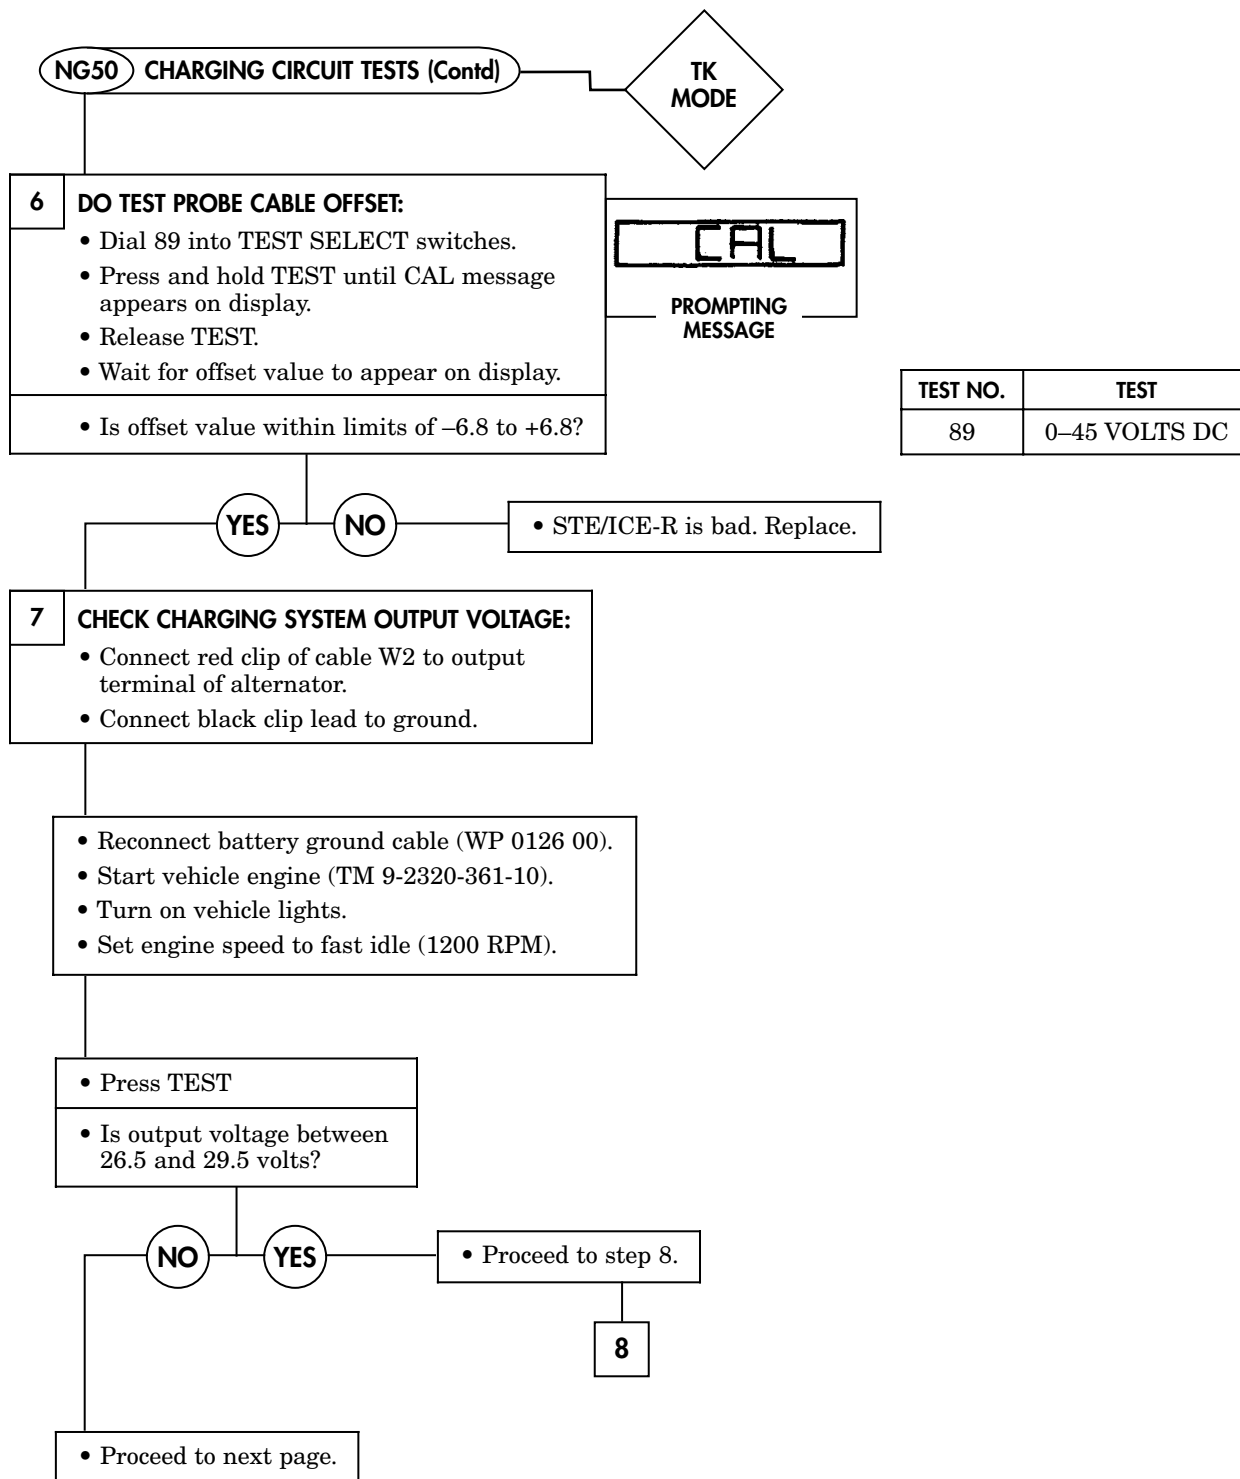 NG50 CHARGING CIRCUIT TESTS (Contd)
TK
MODE
6 DO TEST PROBE CABLE OFFSET:
• Dial 89 into TEST SELECT switches.
• Press and hold TEST until CAL message
appears on display.
• Release TEST.
• Wait for offset value to appear on display.
• Is offset value within limits of –6.8 to +6.8?
CAL
PROMPTING
MESSAGE
TEST NO. TEST
89 0–45 VOLTS DC
YES NO
• STE/ICE-R is bad. Replace.
7 CHECK CHARGING SYSTEM OUTPUT VOLTAGE:
• Connect red clip of cable W2 to output
terminal of alternator.
• Connect black clip lead to ground.
• Reconnect battery ground cable (WP 0126 00).
• Start vehicle engine (TM 9-2320-361-10).
• Turn on vehicle lights.
• Set engine speed to fast idle (1200 RPM).
• Press TEST
• Is output voltage between
26.5 and 29.5 volts?
NO YES
• Proceed to step 8.
8
• Proceed to next page.